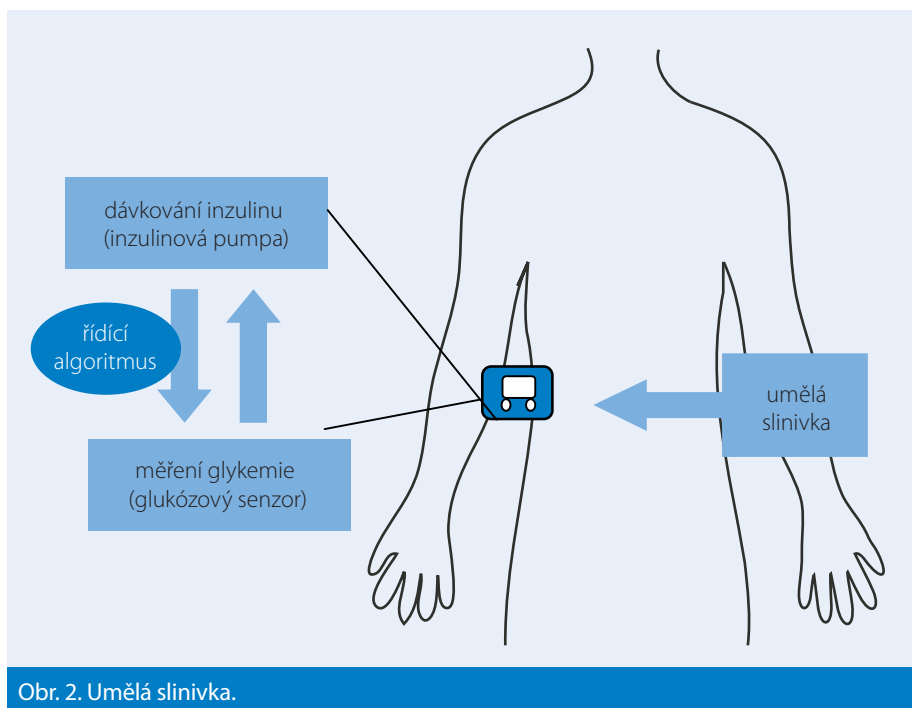 dávkování inzulinu
(inzulinová pumpa)
řídící
algoritmus
měření glykemie
(glukózový senzor)
umělá
slinivka
Obr. 2. Umělá slinivka.